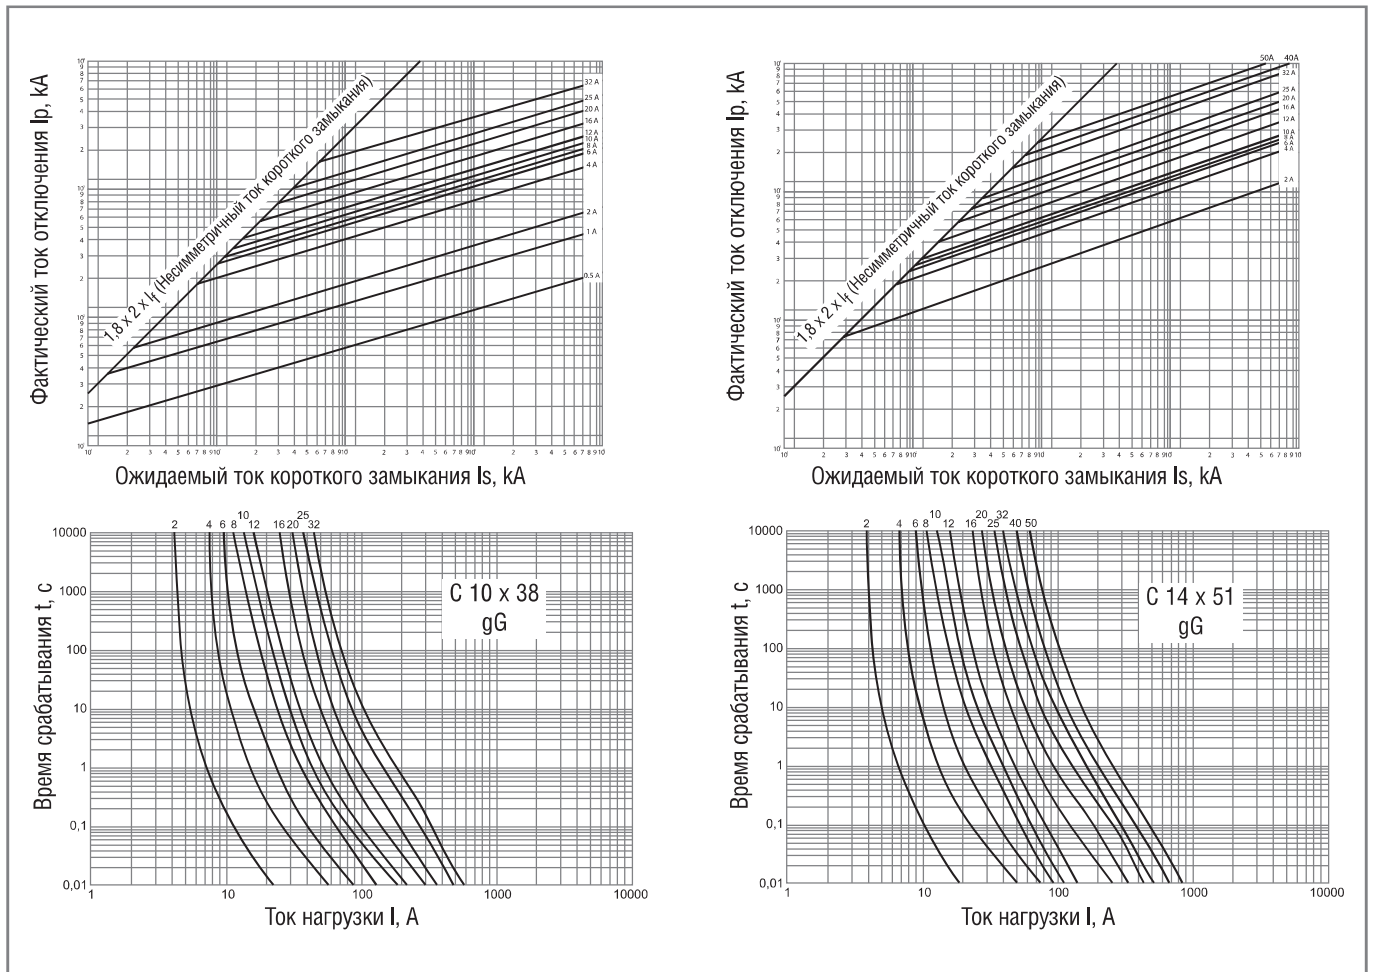 Фактический ток отключения Ip, kA
1,8 x 2 x If (Несимметричный ток короткого замыкания)
32 A
25 A
20 A
16 A
12 A
10 A
8 A
6 A
4 A
2 A
1 A
0.5 A
Ожидаемый ток короткого замыкания Is, kA
Фактический ток отключения Ip, kA
1,8 x 2 x If (Несимметричный ток короткого замыкания)
50A 40A
32 A
25 A
20 A
16 A
12 A
10 A
8 A
6 A
4 A
2 A
Ожидаемый ток короткого замыкания Is, kA
Время срабатывания t, с
2 4 6 8 10 12 16 20 25 32
10000
1000
100
10
1
0,1
0,01
C 10 x 38
gG
1 10 100 1000 10000
Ток нагрузки I, A
Время срабатывания t, с
2 4 6 8 10 12 16 20 25 32 40 50
10000
1000
100
10
1
0,1
0,01
C 14 x 51
gG
1 10 100 1000 10000
Ток нагрузки I, A